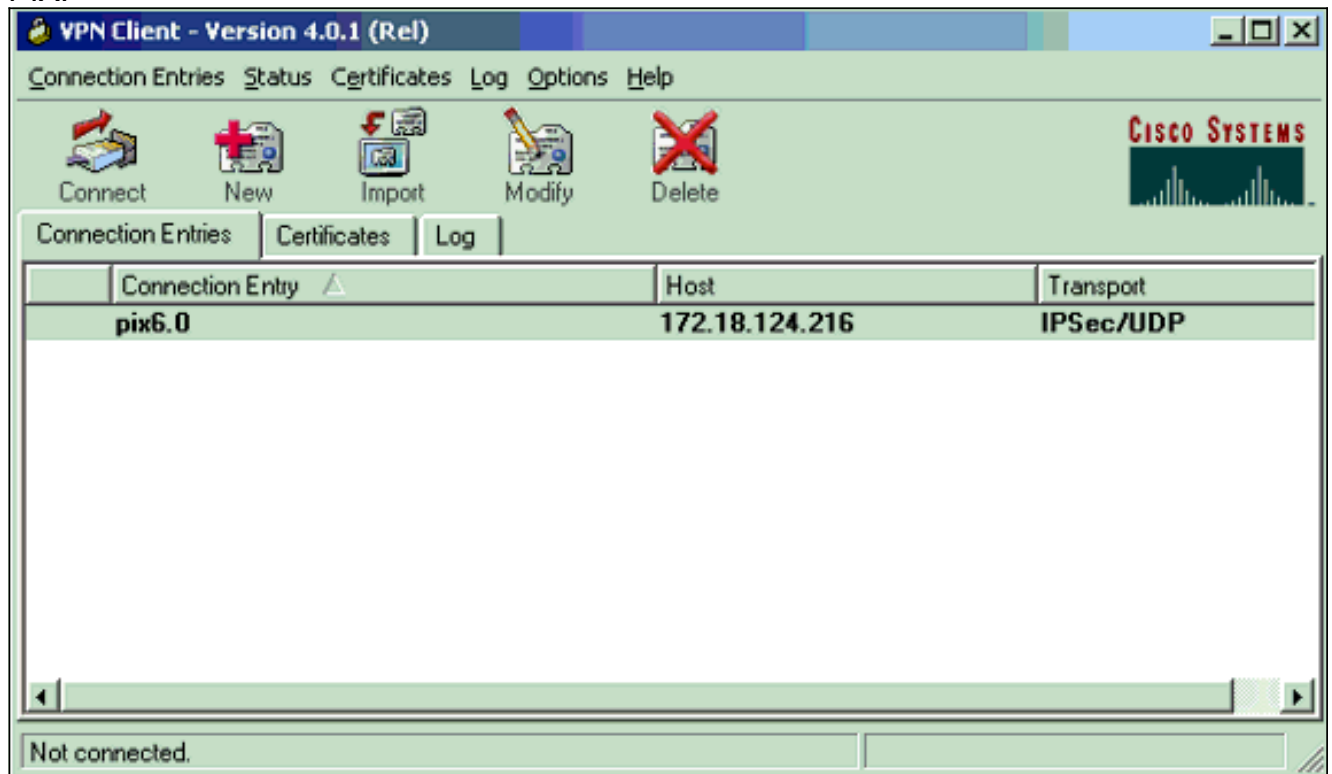 VPN Client - Version 4.0.1 (Rel)
Connection Entries Status Certificates Log Options Help
Connect New Import Modify Delete
CISCO SYSTEMS
Connection Entries Certificates Log
Connection Entry Host Transport
pix6.0 172.18.124.216 IPSec/UDP
Not connected.